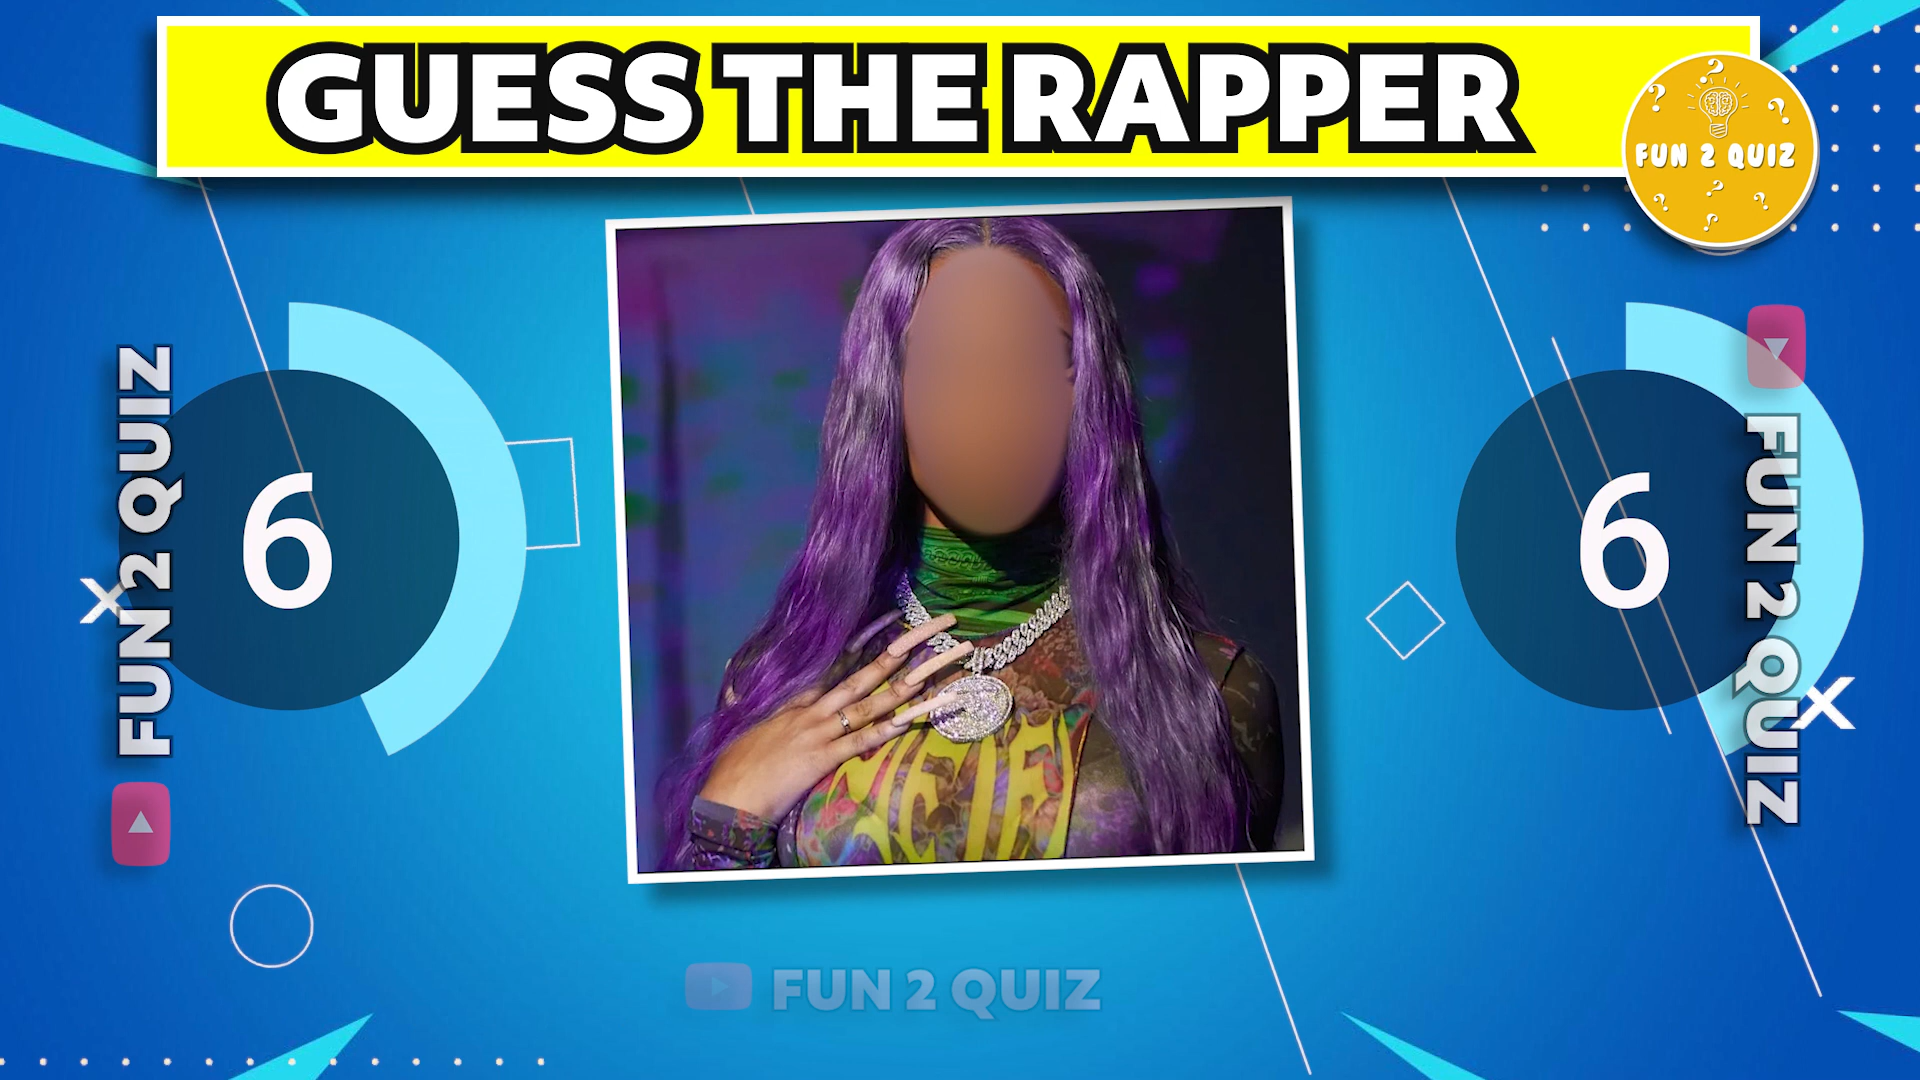 GUESS THE RAPPER
? ? ?
FUN 2 QUIZ
? ? ? ?
6
6
FUN 2 QUIZ
FUN 2 QUIZ
FUN 2 QUIZ